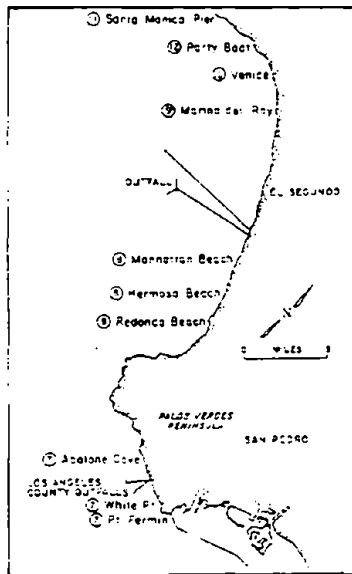 Santa Monica Pier
Party Boat
Venice
Marina del Rey
OUTFALL
EL SEGUNDO
Manhattan Beach
Hermosa Beach
Redondo Beach
N
0 MILES
PALOS VERDES
PENINSULA
SAN PEDRO
Abalone Cove
LOS ANGELES
COUNTY OUTFALLS
White Pt
Pt. Fermin